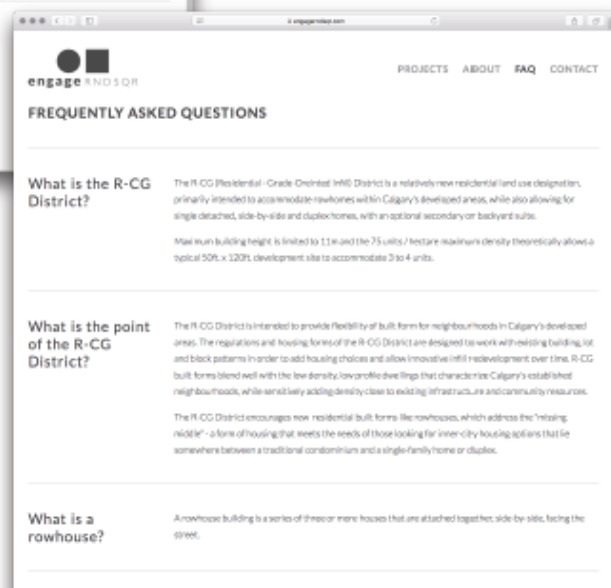 engagerndsqr.com
engage RNDSQR
PROJECTS ABOUT FAQ CONTACT
FREQUENTLY ASKED QUESTIONS
What is the R-CG
District?
The R-CG (Residential - Grade-Oriented Infill) District is a relatively new residential land use designation,
primarily intended to accommodate rowhomes within Calgary's developed areas, while also allowing for
single detached, side-by-side and duplex homes, with an optional secondary or backyard suite.
Maximum building height is limited to 11m and the 75 units / hectare maximum density theoretically allows a
typical 50ft. x 120ft. development site to accommodate 3 to 4 units.
What is the point
of the R-CG
District?
The R-CG District is intended to provide flexibility of built form for neighbourhoods in Calgary's developed
areas. The regulations and housing forms of the R-CG District are designed to work with existing building, lot
and block patterns in order to add housing choices and allow innovative infill redevelopment over time. R-CG
built forms blend well with the low density, low profile dwellings that characterize Calgary's established
neighbourhoods, while sensitively adding density close to existing infrastructure and community resources.
The R-CG District encourages new residential built forms like rowhouses, which address the "missing
middle" - a form of housing that meets the needs of those looking for inner-city housing options that lie
somewhere between a traditional condominium and a single-family home or duplex.
What is a
rowhouse?
A rowhouse building is a series of three or more houses that are attached together, side-by-side, facing the
street.